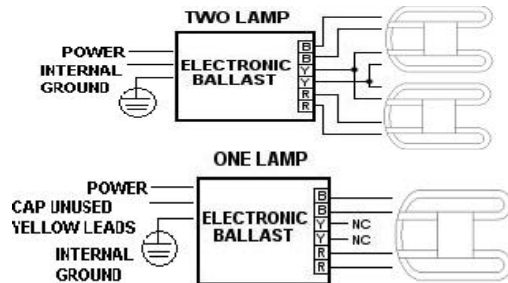 TWO LAMP
POWER
INTERNAL
GROUND
ELECTRONIC
BALLAST
B
B
Y
Y
R
R
ONE LAMP
POWER
CAP UNUSED
YELLOW LEADS
INTERNAL
GROUND
ELECTRONIC
BALLAST
B
B
Y NC
Y NC
R
R